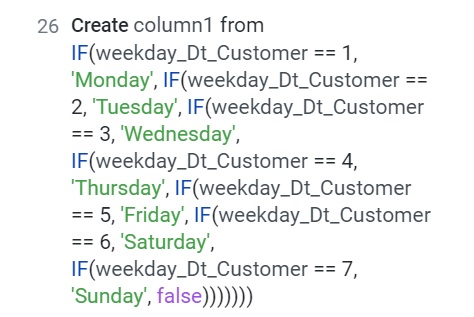 26 Create column1 from
IF(weekday_Dt_Customer == 1,
'Monday', IF(weekday_Dt_Customer ==
2, 'Tuesday', IF(weekday_Dt_Customer
== 3, 'Wednesday',
IF(weekday_Dt_Customer == 4,
'Thursday', IF(weekday_Dt_Customer
== 5, 'Friday', IF(weekday_Dt_Customer
== 6, 'Saturday',
IF(weekday_Dt_Customer == 7,
'Sunday', false)))))))